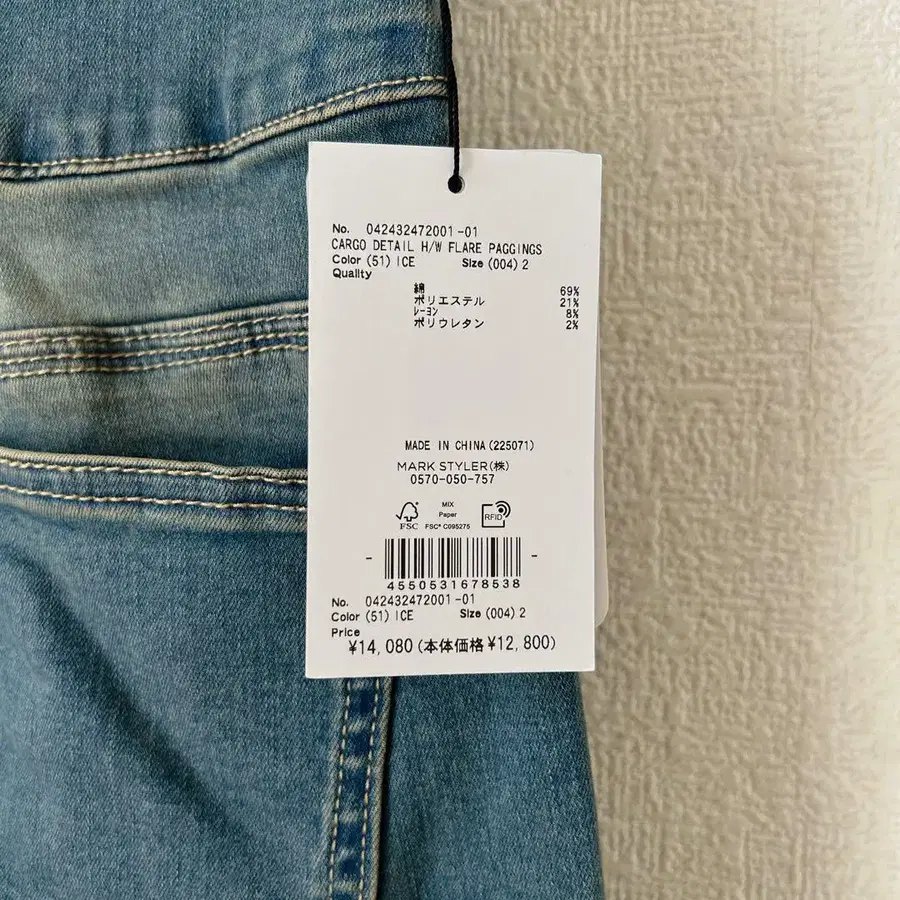 No. 042432472001-01
CARGO DETAIL H/W FLARE PAGGINGS
Color (51) ICE Size (004) 2
Quality
綿 69%
ポリエステル 21%
レーヨン 8%
ポリウレタン 2%
MADE IN CHINA(225071)
MARK STYLER(株)
0570-050-757
FSC
MIX
Paper
FSC® C095275
RFID
4550531678538
No. 042432472001-01
Color (51) ICE Size (004) 2
Price
¥14,080(本体価格¥12,800)